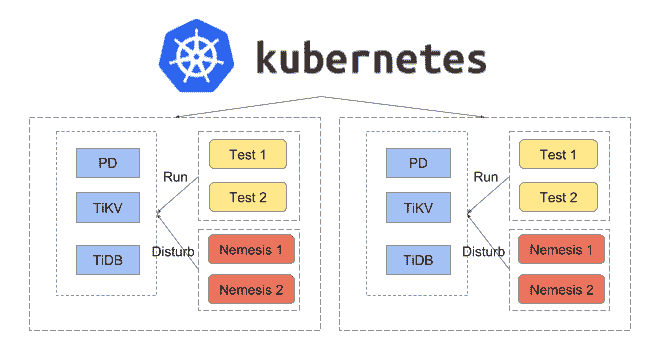 kubernetes
PD
TiKV
TiDB
Run
Disturb
Test 1
Test 2
Nemesis 1
Nemesis 2
PD
TiKV
TiDB
Run
Disturb
Test 1
Test 2
Nemesis 1
Nemesis 2